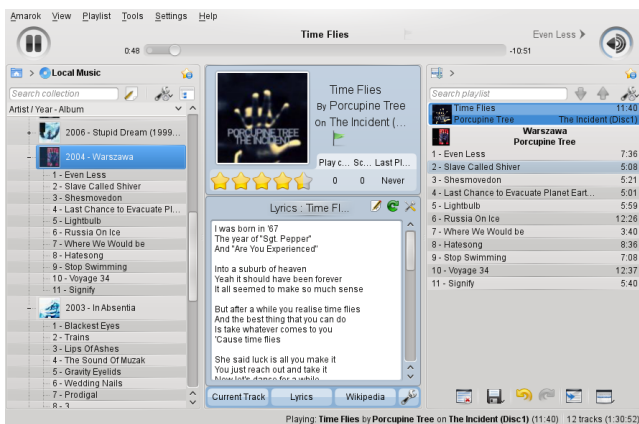 Amarok View Playlist Tools Settings Help
Time Flies
Even Less
0:48
-10:51
Local Music
Search collection
Artist / Year - Album
2006 - Stupid Dream (1999...
2004 - Warszawa
1 - Even Less
2 - Slave Called Shiver
3 - Shesmovedon
4 - Last Chance to Evacuate Pl...
5 - Lightbulb
6 - Russia On Ice
7 - Where We Would be
8 - Hatesong
9 - Stop Swimming
10 - Voyage 34
11 - Signify
2003 - In Absentia
1 - Blackest Eyes
2 - Trains
3 - Lips Of Ashes
4 - The Sound Of Muzak
5 - Gravity Eyelids
6 - Wedding Nails
7 - Prodigal
8 - 3
PORCUPINE TREE
THE INCIDENT
Time Flies
By Porcupine Tree
on The Incident (...
Play c... Sc... Last Pl...
0 0 Never
Lyrics : Time Fl...
I was born in '67
The year of "Sgt. Pepper"
And "Are You Experienced"
Into a suburb of heaven
Yeah it should have been forever
It all seemed to make so much sense
But after a while you realise time flies
And the best thing that you can do
Is take whatever comes to you
'Cause time flies
She said luck is all you make it
You just reach out and take it
Now let's dance for a while
Current Track Lyrics Wikipedia
Search playlist
Time Flies 11:40
Porcupine Tree The Incident (Disc1)
Warszawa
Porcupine Tree
1 - Even Less 7:36
2 - Slave Called Shiver 5:08
3 - Shesmovedon 5:21
4 - Last Chance to Evacuate Planet Eart... 5:01
5 - Lightbulb 5:59
6 - Russia On Ice 12:26
7 - Where We Would be 3:40
8 - Hatesong 8:36
9 - Stop Swimming 7:08
10 - Voyage 34 12:37
11 - Signify 5:40
Playing: Time Flies by Porcupine Tree on The Incident (Disc1) (11:40) 12 tracks (1:30:52)